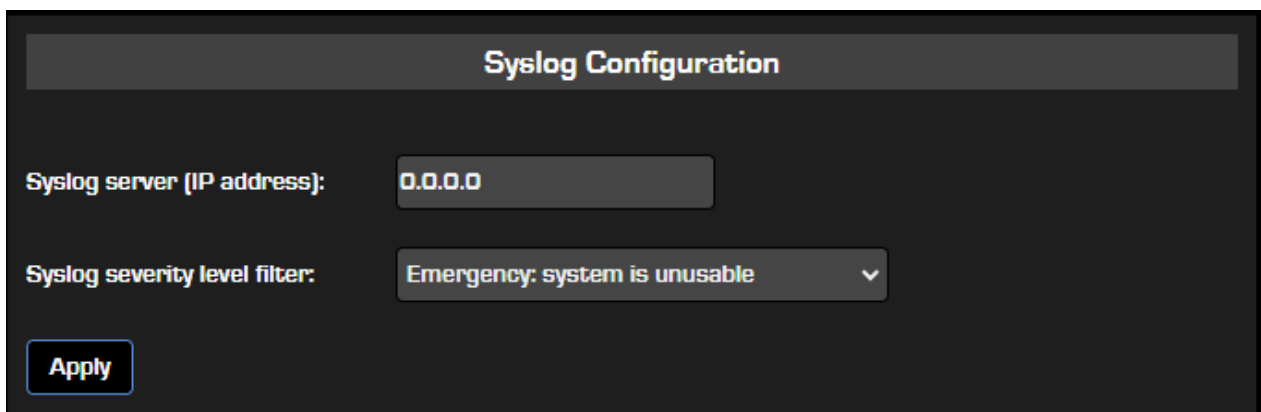 Syslog Configuration
Syslog server (IP address): 0.0.0.0
Syslog severity level filter: Emergency: system is unusable
Apply